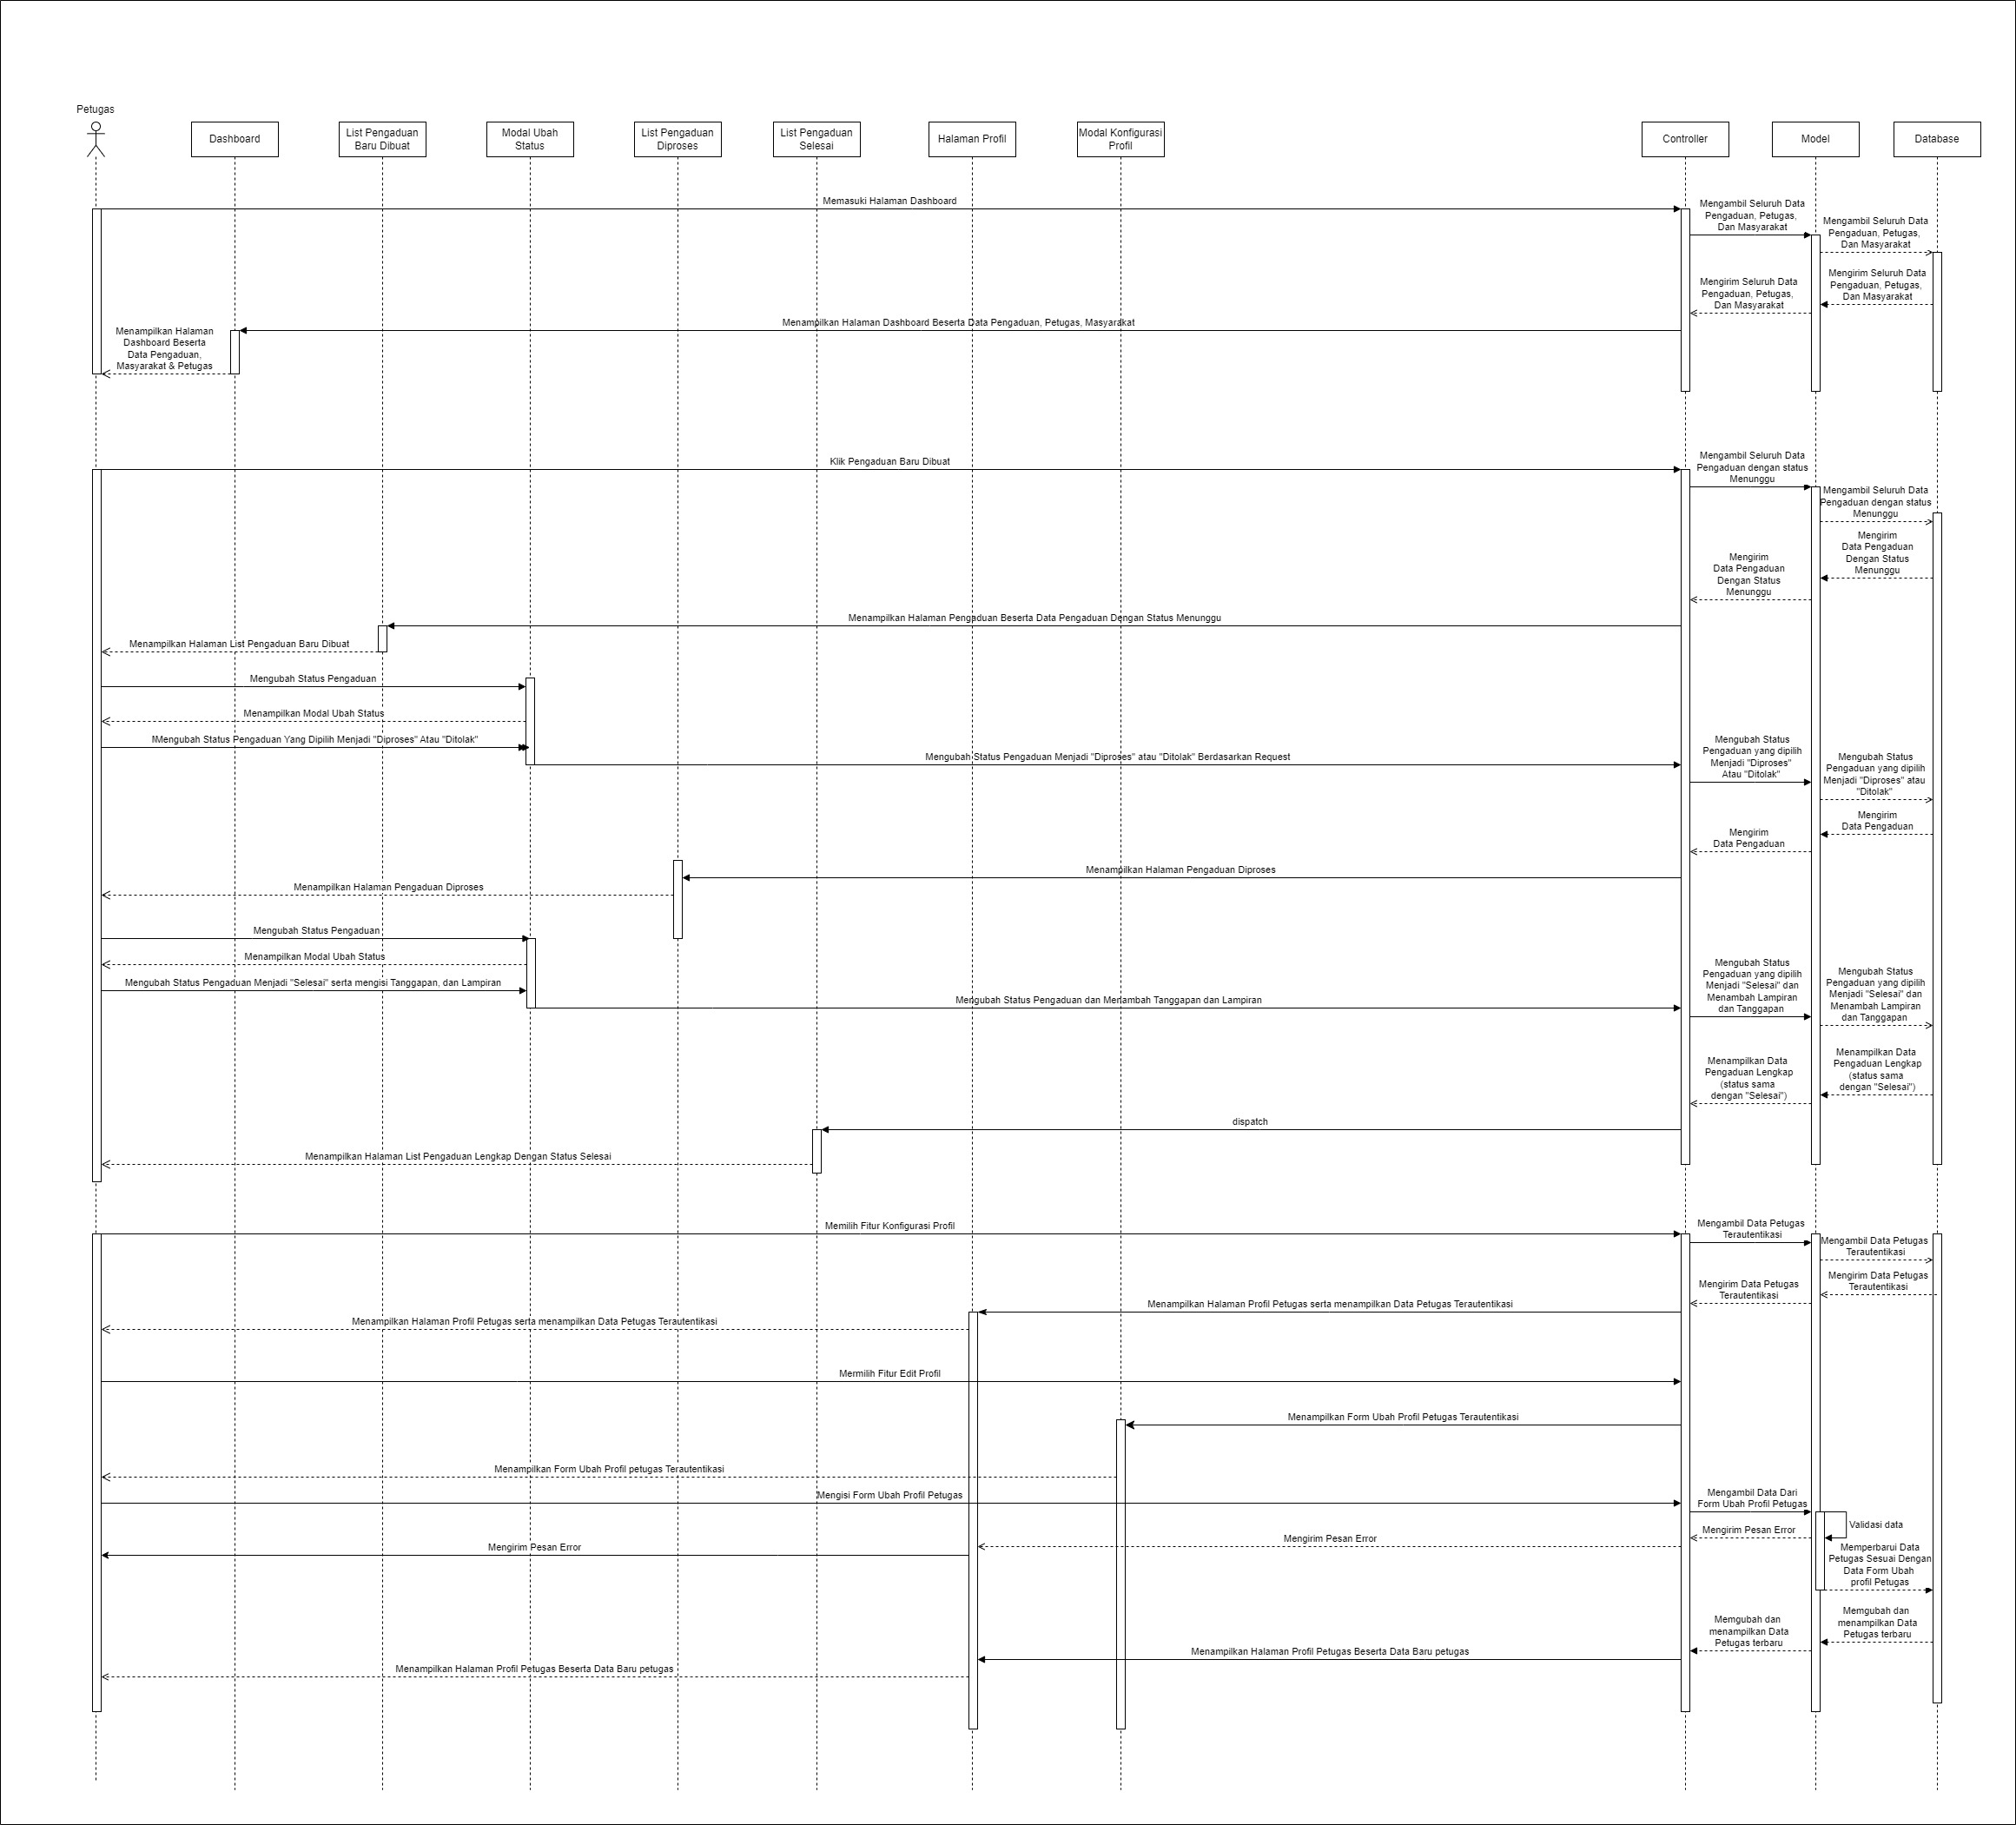 Petugas
Dashboard
List Pengaduan
Baru Dibuat
Modal Ubah
Status
List Pengaduan
Diproses
List Pengaduan
Selesai
Halaman Profil
Modal Konfigurasi
Profil
Controller
Model
Database
Memasuki Halaman Dashboard
Mengambil Seluruh Data
Pengaduan, Petugas,
Dan Masyarakat
Mengambil Seluruh Data
Pengaduan, Petugas,
Dan Masyarakat
Mengirim Seluruh Data
Pengaduan, Petugas,
Dan Masyarakat
Mengirim Seluruh Data
Pengaduan, Petugas,
Dan Masyarakat
Menampilkan Halaman Dashboard Beserta Data Pengaduan, Petugas, Masyarakat
Menampilkan Halaman
Dashboard Beserta
Data Pengaduan,
Masyarakat & Petugas
Klik Pengaduan Baru Dibuat
Mengambil Seluruh Data
Pengaduan dengan status
Menunggu
Mengambil Seluruh Data
Pengaduan dengan status
Menunggu
Mengirim
Data Pengaduan
Dengan Status
Menunggu
Mengirim
Data Pengaduan
Dengan Status
Menunggu
Menampilkan Halaman Pengaduan Beserta Data Pengaduan Dengan Status Menunggu
Menampilkan Halaman List Pengaduan Baru Dibuat
Mengubah Status Pengaduan
Menampilkan Modal Ubah Status
Mengubah Status Pengaduan Yang Dipilih Menjadi "Diproses" Atau "Ditolak"
Mengubah Status Pengaduan Menjadi "Diproses" atau "Ditolak" Berdasarkan Request
Mengubah Status
Pengaduan yang dipilih
Menjadi "Diproses"
Atau "Ditolak"
Mengubah Status
Pengaduan yang dipilih
Menjadi "Diproses" atau
"Ditolak"
Mengirim
Data Pengaduan
Mengirim
Data Pengaduan
Menampilkan Halaman Pengaduan Diproses
Menampilkan Halaman Pengaduan Diproses
Mengubah Status Pengaduan
Menampilkan Modal Ubah Status
Mengubah Status Pengaduan Menjadi "Selesai" serta mengisi Tanggapan, dan Lampiran
Mengubah Status Pengaduan dan Menambah Tanggapan dan Lampiran
Mengubah Status
Pengaduan yang dipilih
Menjadi "Selesai" dan
Menambah Lampiran
dan Tanggapan
Mengubah Status
Pengaduan yang dipilih
Menjadi "Selesai" dan
Menambah Lampiran
dan Tanggapan
Menampilkan Data
Pengaduan Lengkap
(status sama
dengan "Selesai")
Menampilkan Data
Pengaduan Lengkap
(status sama
dengan "Selesai")
dispatch
Menampilkan Halaman List Pengaduan Lengkap Dengan Status Selesai
Memilih Fitur Konfigurasi Profil
Mengambil Data Petugas
Terautentikasi
Mengambil Data Petugas
Terautentikasi
Mengirim Data Petugas
Terautentikasi
Mengirim Data Petugas
Terautentikasi
Menampilkan Halaman Profil Petugas serta menampilkan Data Petugas Terautentikasi
Menampilkan Halaman Profil Petugas serta menampilkan Data Petugas Terautentikasi
Mermilih Fitur Edit Profil
Menampilkan Form Ubah Profil Petugas Terautentikasi
Menampilkan Form Ubah Profil petugas Terautentikasi
Mengisi Form Ubah Profil Petugas
Mengambil Data Dari
Form Ubah Profil Petugas
Validasi data
Mengirim Pesan Error
Mengirim Pesan Error
Mengirim Pesan Error
Memperbarui Data
Petugas Sesuai Dengan
Data Form Ubah
profil Petugas
Memgubah dan
menampilkan Data
Petugas terbaru
Memgubah dan
menampilkan Data
Petugas terbaru
Menampilkan Halaman Profil Petugas Beserta Data Baru petugas
Menampilkan Halaman Profil Petugas Beserta Data Baru petugas